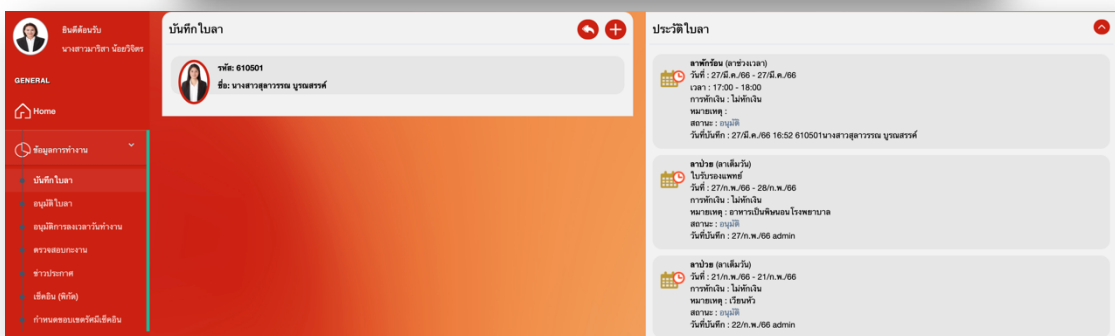 ยินดีต้อนรับ
นางสาวมาริสา น้อยวิจิตร
GENERAL
Home
ข้อมูลการทำงาน
บันทึกใบลา
อนุมัติใบลา
อนุมัติการลงเวลาวันทำงาน
ตรวจสอบกะงาน
ข่าวประกาศ
เช็คอิน (พิกัด)
กำหนดขอบเขตรัศมีเช็คอิน
บันทึกใบลา
รหัส: 610501
ชื่อ: นางสาวสุลาวรรณ บูรณสรรค์
ประวัติใบลา
ลาพักร้อน (ลาช่วงเวลา)
วันที่ : 27/มี.ค./66 - 27/มี.ค./66
เวลา : 17:00 - 18:00
การหักเงิน : ไม่หักเงิน
หมายเหตุ :
สถานะ : อนุมัติ
วันที่บันทึก : 27/มี.ค./66 16:52 610501นางสาวสุลาวรรณ บูรณสรรค์
ลาป่วย (ลาเต็มวัน)
ใบรับรองแพทย์
วันที่ : 27/ก.พ./66 - 28/ก.พ./66
การหักเงิน : ไม่หักเงิน
หมายเหตุ : อาหารเป็นพิษนอนโรงพยาบาล
สถานะ : อนุมัติ
วันที่บันทึก : 27/ก.พ./66 admin
ลาป่วย (ลาเต็มวัน)
วันที่ : 21/ก.พ./66 - 21/ก.พ./66
การหักเงิน : ไม่หักเงิน
หมายเหตุ : เวียนหัว
สถานะ : อนุมัติ
วันที่บันทึก : 22/ก.พ./66 admin